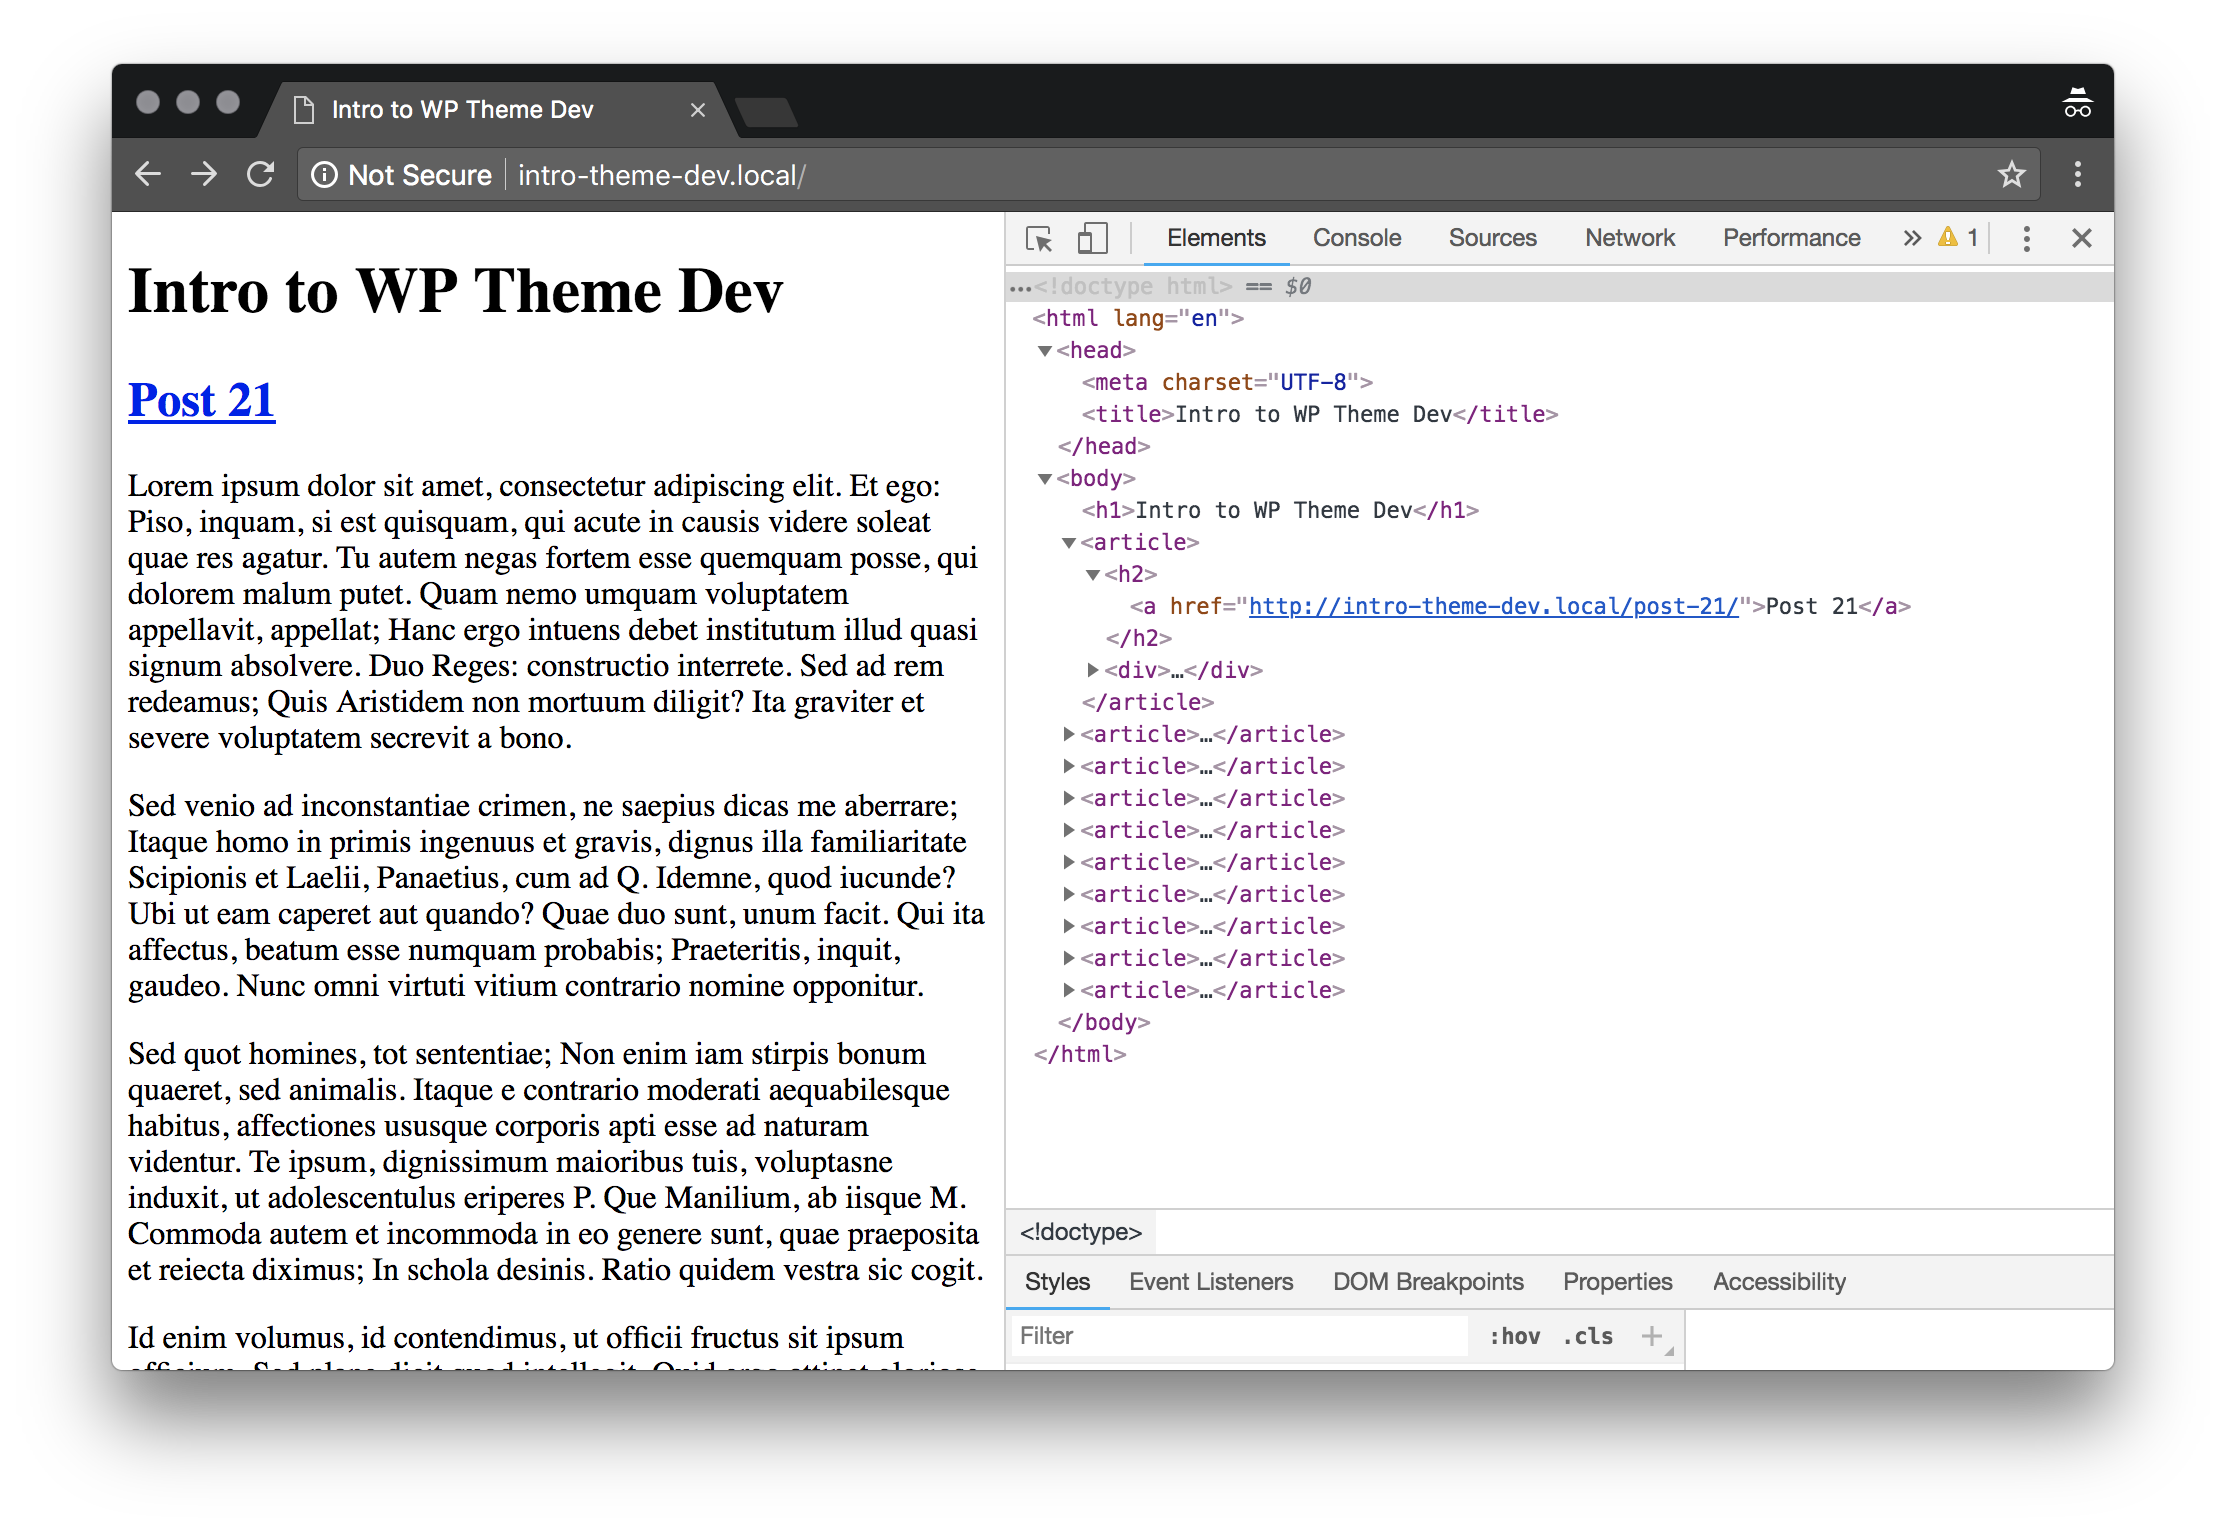 Intro to WP Theme Dev
Not Secure intro-theme-dev.local/
Intro to WP Theme Dev
Post 21
Lorem ipsum dolor sit amet, consectetur adipiscing elit. Et ego:
Piso, inquam, si est quisquam, qui acute in causis videre soleat
quae res agatur. Tu autem negas fortem esse quemquam posse, qui
dolorem malum putet. Quam nemo umquam voluptatem
appellavit, appellat; Hanc ergo intuens debet institutum illud quasi
signum absolvere. Duo Reges: constructio interrete. Sed ad rem
redeamus; Quis Aristidem non mortuum diligit? Ita graviter et
severe voluptatem secrevit a bono.
Sed venio ad inconstantiae crimen, ne saepius dicas me aberrare;
Itaque homo in primis ingenuus et gravis, dignus illa familiaritate
Scipionis et Laelii, Panaetius, cum ad Q. Idemne, quod iucunde?
Ubi ut eam caperet aut quando? Quae duo sunt, unum facit. Qui ita
affectus, beatum esse numquam probabis; Praeteritis, inquit,
gaudeo. Nunc omni virtuti vitium contrario nomine opponitur.
Sed quot homines, tot sententiae; Non enim iam stirpis bonum
quaeret, sed animalis. Itaque e contrario moderati aequabilesque
habitus, affectiones ususque corporis apti esse ad naturam
videntur. Te ipsum, dignissimum maioribus tuis, voluptasne
induxit, ut adolescentulus eriperes P. Que Manilium, ab iisque M.
Commoda autem et incommoda in eo genere sunt, quae praeposita
et reiecta diximus; In schola desinis. Ratio quidem vestra sic cogit.
Id enim volumus, id contendimus, ut officii fructus sit ipsum
Elements Console Sources Network Performance » 1
…<!doctype html> == $0
<html lang="en">
<head>
<meta charset="UTF-8">
<title>Intro to WP Theme Dev</title>
</head>
<body>
<h1>Intro to WP Theme Dev</h1>
<article>
<h2>
<a href="http://intro-theme-dev.local/post-21/">Post 21</a>
</h2>
<div>…</div>
</article>
<article>…</article>
<article>…</article>
<article>…</article>
<article>…</article>
<article>…</article>
<article>…</article>
<article>…</article>
<article>…</article>
<article>…</article>
</body>
</html>
<!doctype>
Styles Event Listeners DOM Breakpoints Properties Accessibility
Filter :hov .cls +